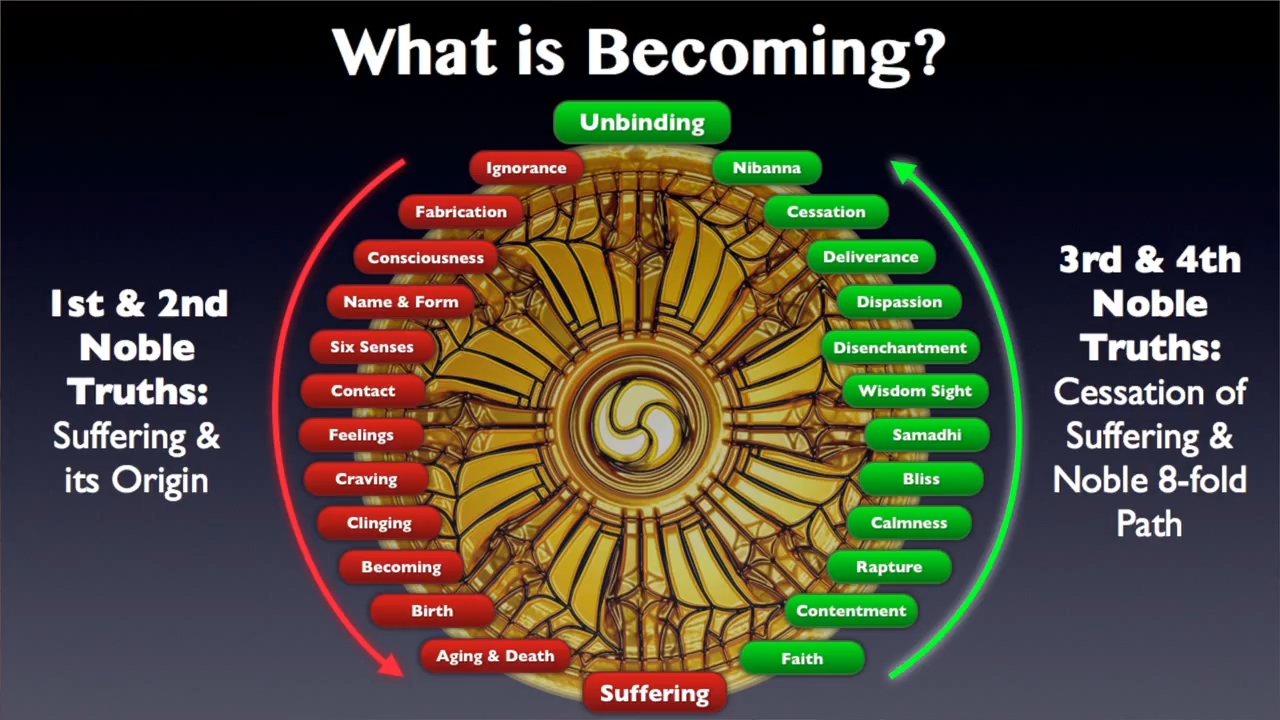 What is Becoming?
Unbinding
Ignorance
Fabrication
Consciousness
Name & Form
Six Senses
Contact
Feelings
Craving
Clinging
Becoming
Birth
Aging & Death
Suffering
Nibanna
Cessation
Deliverance
Dispassion
Disenchantment
Wisdom Sight
Samadhi
Bliss
Calmness
Rapture
Contentment
Faith
1st & 2nd
Noble
Truths:
Suffering &
its Origin
3rd & 4th
Noble
Truths:
Cessation of
Suffering &
Noble 8-fold
Path